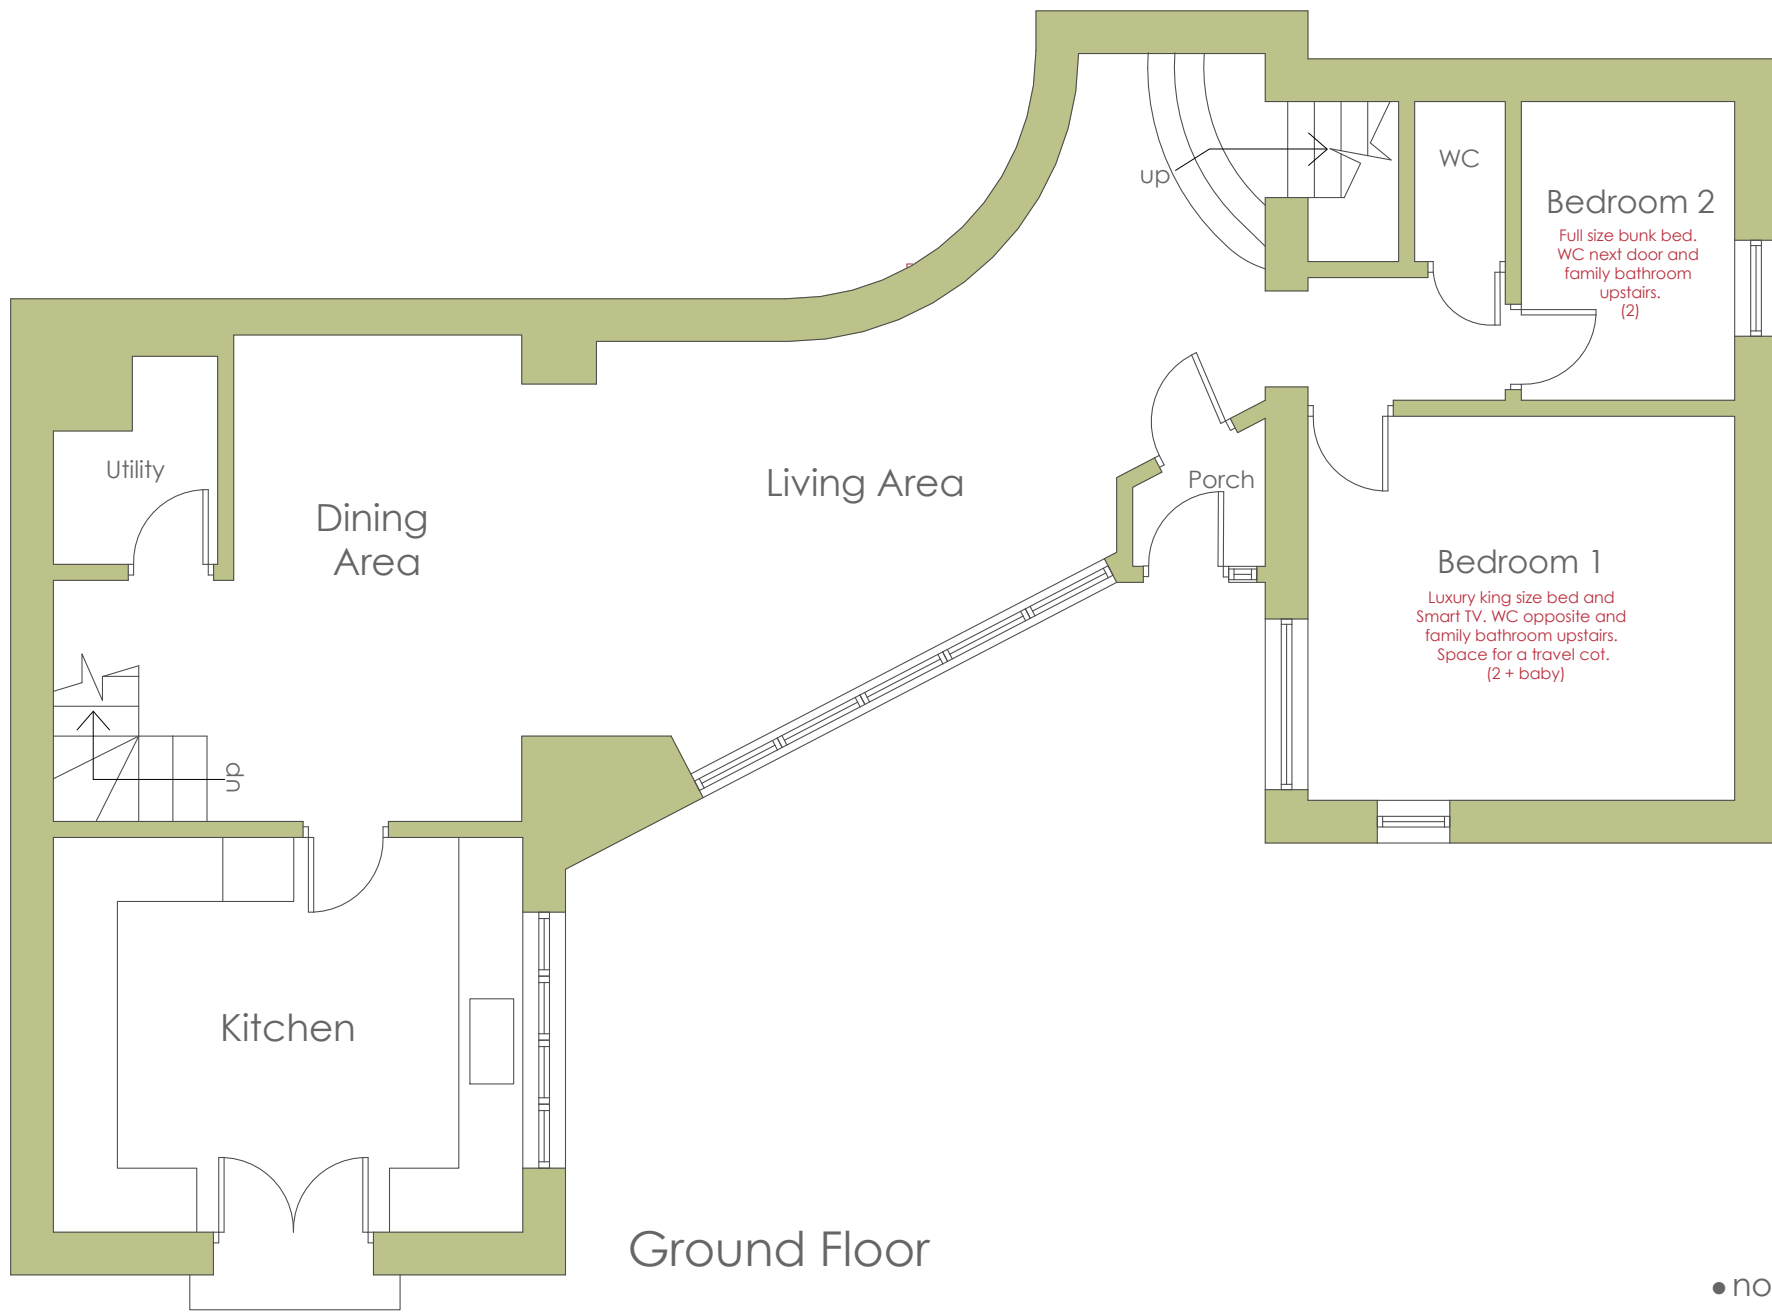 WC
up
Bedroom 2
Full size bunk bed.
WC next door and
family bathroom
upstairs.
(2)
Utility
Living Area
Porch
Dining
Area
Bedroom 1
Luxury king size bed and
Smart TV. WC opposite and
family bathroom upstairs.
Space for a travel cot.
(2 + baby)
up
Kitchen
Ground Floor
• no